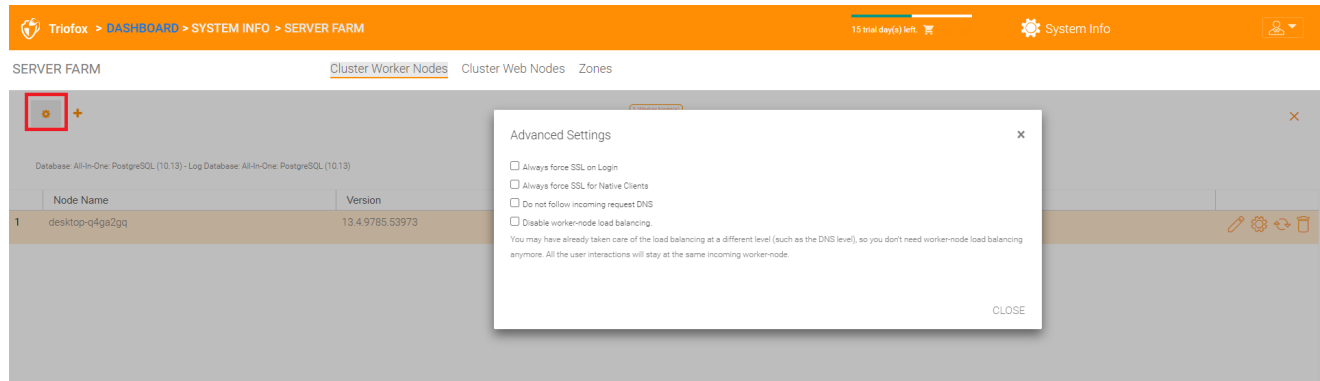 Triofox > DASHBOARD > SYSTEM INFO > SERVER FARM
15 trial day(s) left.
System Info
SERVER FARM
Cluster Worker Nodes Cluster Web Nodes Zones
Advanced Settings
Database: All-In-One: PostgreSQL (10.13) - Log Database: All-In-One: PostgreSQL (10.13)
Always force SSL on Login
Always force SSL for Native Clients
Do not follow incoming request DNS
Disable worker-node load balancing.
You may have already taken care of the load balancing at a different level (such as the DNS level), so you don't need worker-node load balancing
anymore. All the user interactions will stay at the same incoming worker-node.
CLOSE
Node Name Version
1 desktop-q4ga2gq 13.4.9785.53973